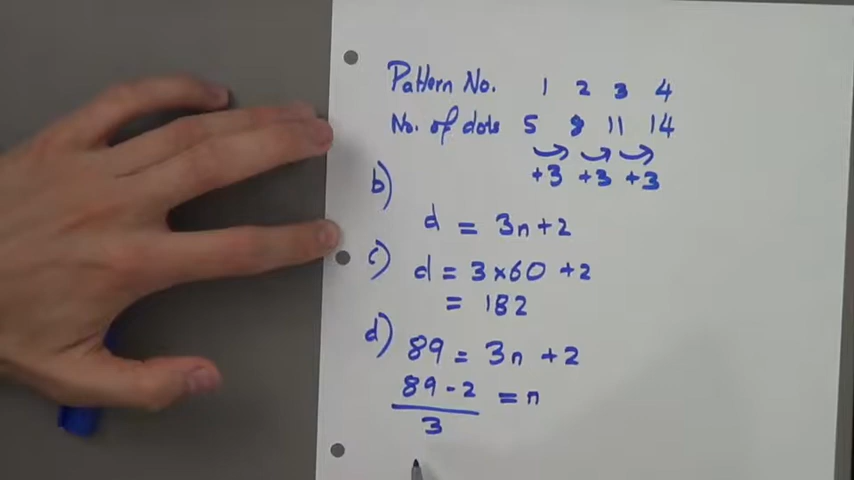 Pattern No. 1 2 3 4
No. of dots 5 8 11 14
+3 +3 +3
b)
d = 3n+2
c) d = 3×60 +2
= 182
d) 89 = 3n +2
89-2 = n
3